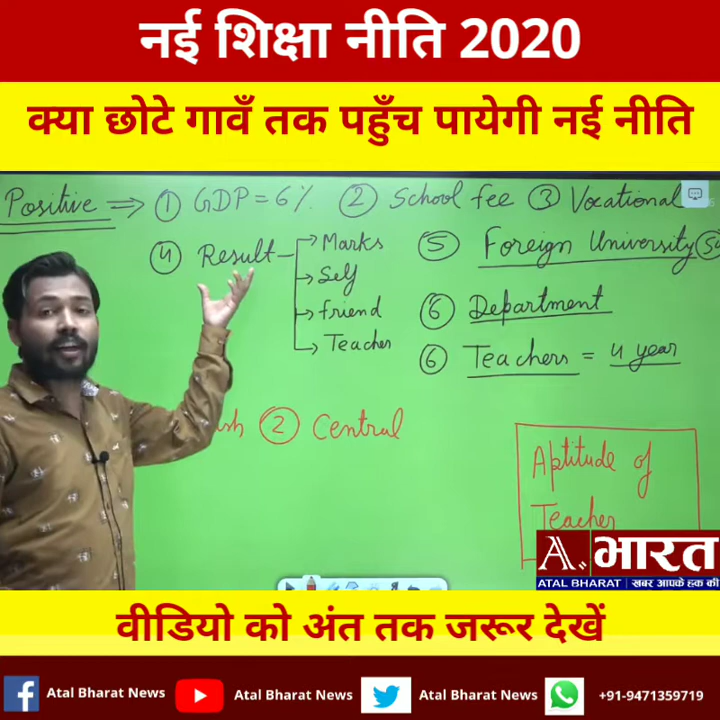 नई शिक्षा नीति 2020
क्या छोटे गावँ तक पहुँच पायेगी नई नीति
Positive ⇒ ① GDP = 6% ② School fee ③ Vocational
④ Result → Marks
→ Self
→ friend
→ Teacher
⑤ Foreign University
⑥ Department
⑥ Teachers = 4 year
② Central
Aptitude of
Teacher
A. भारत
ATAL BHARAT | खबर आपके हक की
वीडियो को अंत तक जरूर देखें
Atal Bharat News Atal Bharat News Atal Bharat News +91-9471359719